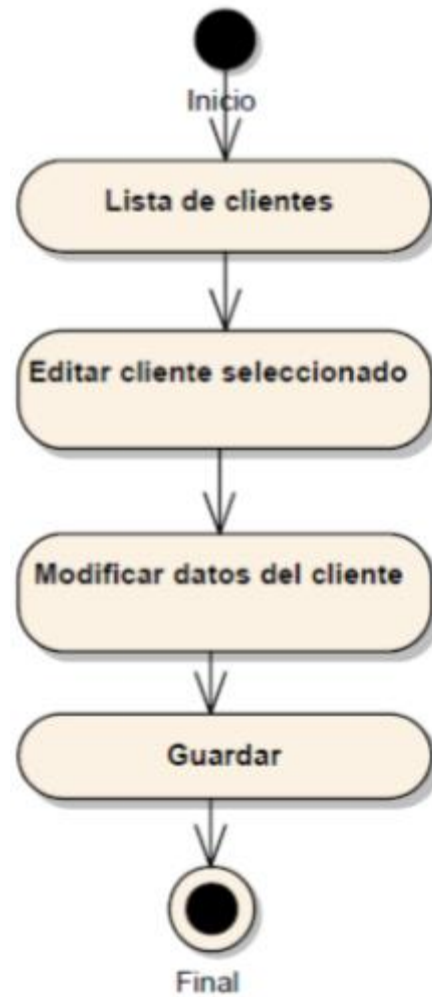 Inicio
Lista de clientes
Editar cliente seleccionado
Modificar datos del cliente
Guardar
Final